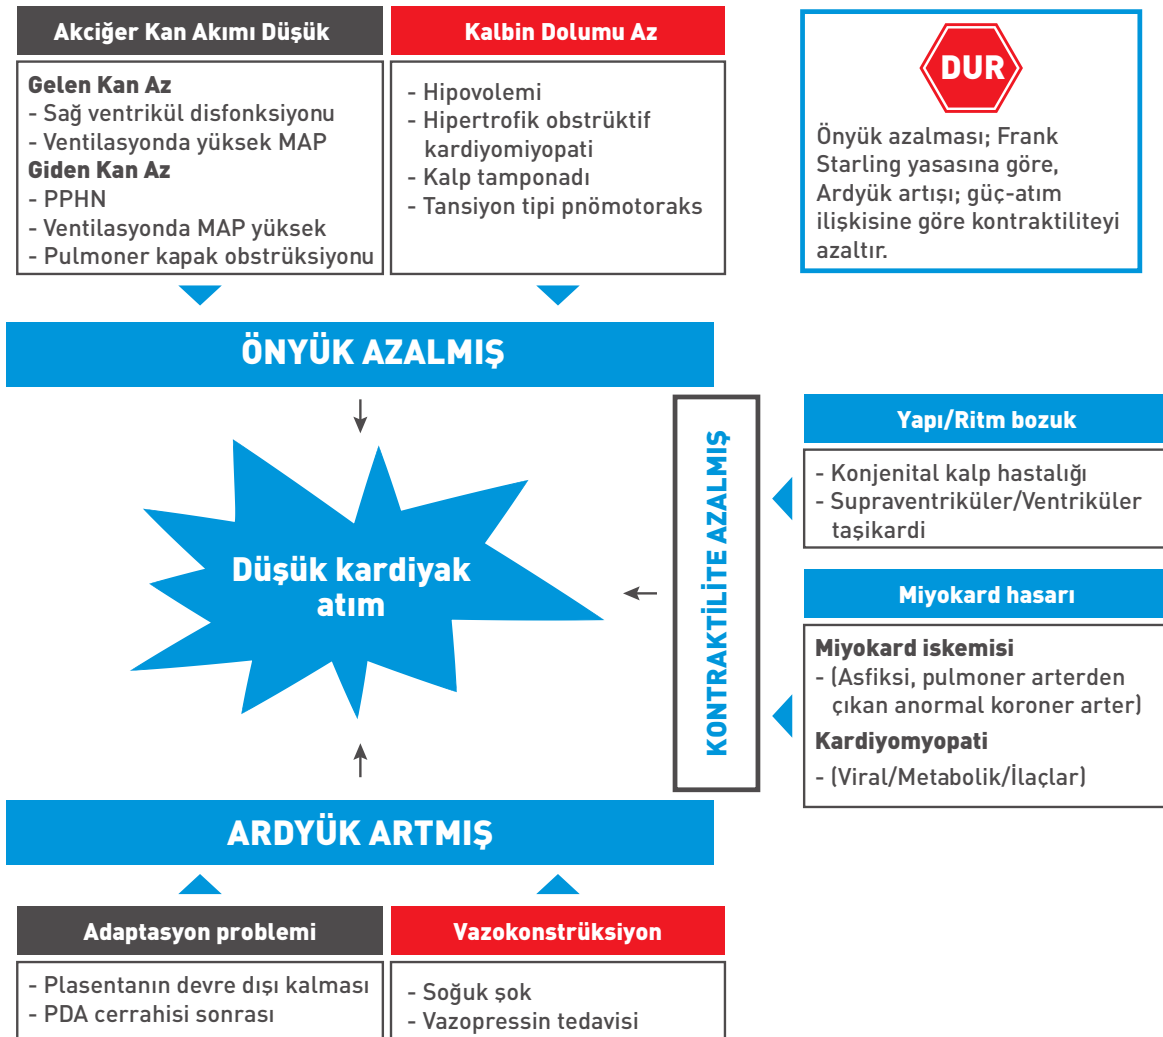 Akciğer Kan Akımı Düşük
Gelen Kan Az
- Sağ ventrikül disfonksiyonu
- Ventilasyonda yüksek MAP
Giden Kan Az
- PPHN
- Ventilasyonda MAP yüksek
- Pulmoner kapak obstrüksiyonu
Kalbin Dolumu Az
- Hipovolemi
- Hipertrofik obstrüktif
kardiyomiyopati
- Kalp tamponadı
- Tansiyon tipi pnömotoraks
DUR
Önyük azalması; Frank
Starling yasasına göre,
Ardyük artışı; güç-atım
ilişkisine göre kontraktiliteyi
azaltır.
ÖNYÜK AZALMIŞ
Düşük kardiyak
atım
KONTRAKTİLİTE AZALMIŞ
Yapı/Ritm bozuk
- Konjenital kalp hastalığı
- Supraventriküler/Ventriküler
taşikardi
Miyokard hasarı
Miyokard iskemisi
- (Asfiksi, pulmoner arterden
çıkan anormal koroner arter)
Kardiyomyopati
- (Viral/Metabolik/İlaçlar)
ARDYÜK ARTMIŞ
Adaptasyon problemi
- Plasentanın devre dışı kalması
- PDA cerrahisi sonrası
Vazokonstrüksiyon
- Soğuk şok
- Vazopressin tedavisi